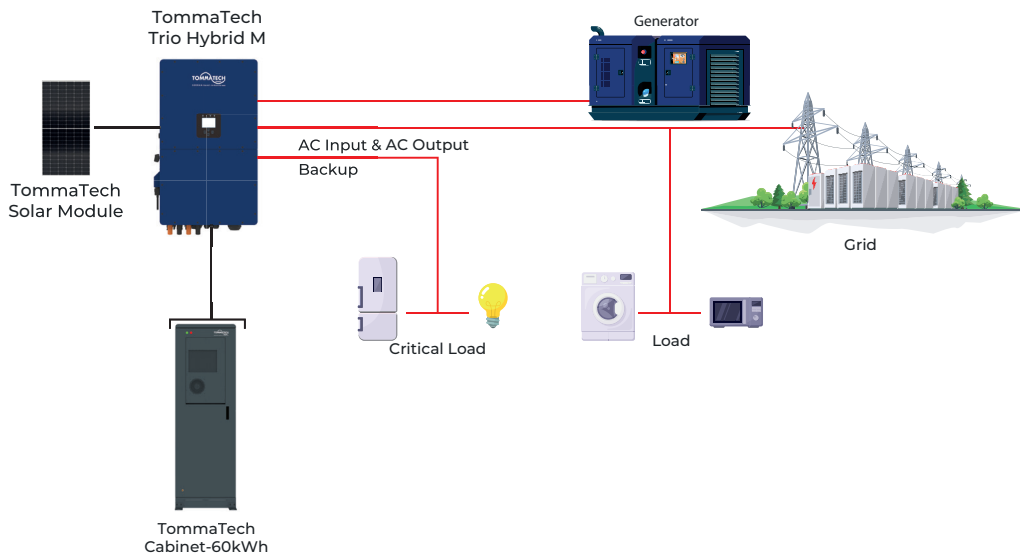 TommaTech
Trio Hybrid M
Generator
TOMMATECH
AC Input & AC Output
Backup
TommaTech
Solar Module
Grid
Critical Load
Load
TommaTech
Cabinet-60kWh